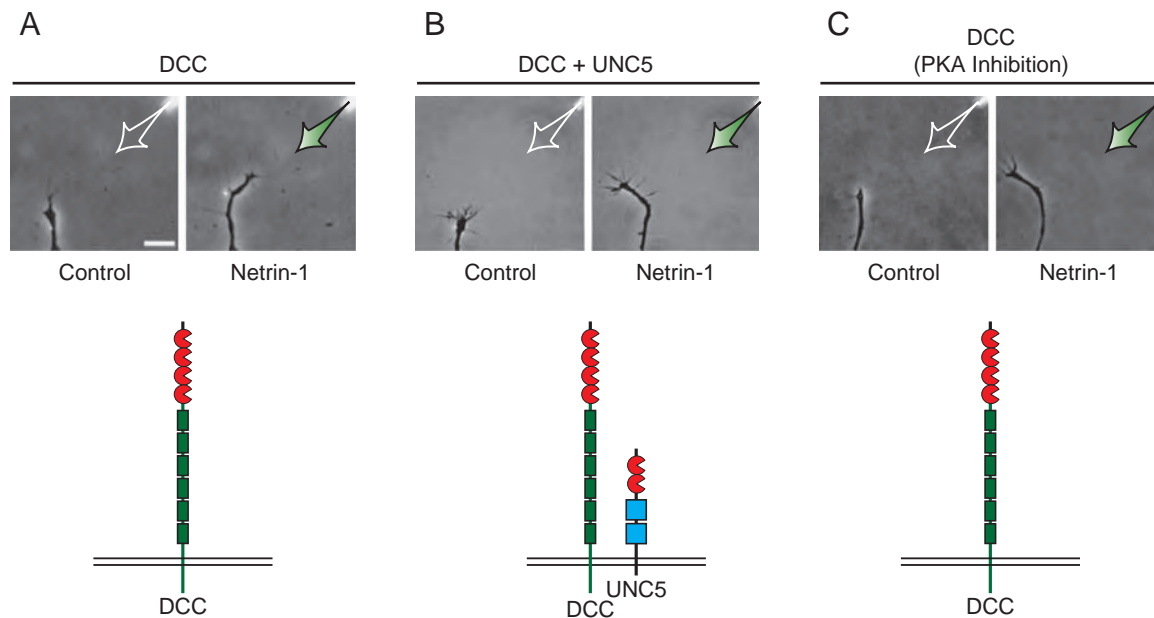 A
B
C
DCC
DCC + UNC5
DCC
(PKA Inhibition)
Control
Netrin-1
Control
Netrin-1
Control
Netrin-1
DCC
UNC5
DCC
DCC